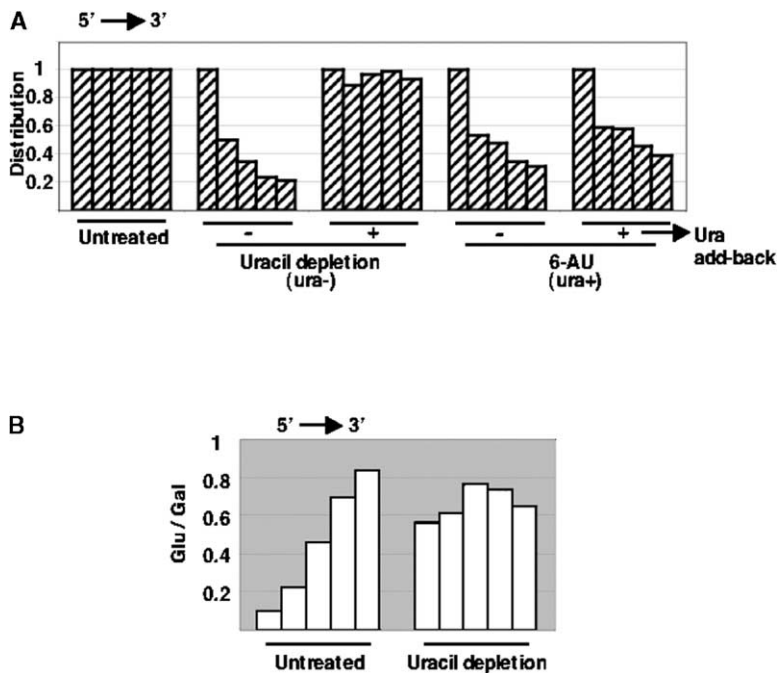 A
5’ → 3’
Distribution
1
0.8
0.6
0.4
0.2
Untreated
-
+
-
+
Ura
add-back
Uracil depletion
(ura-)
6-AU
(ura+)
B
5’ → 3’
Glu / Gal
1
0.8
0.6
0.4
0.2
Untreated
Uracil depletion